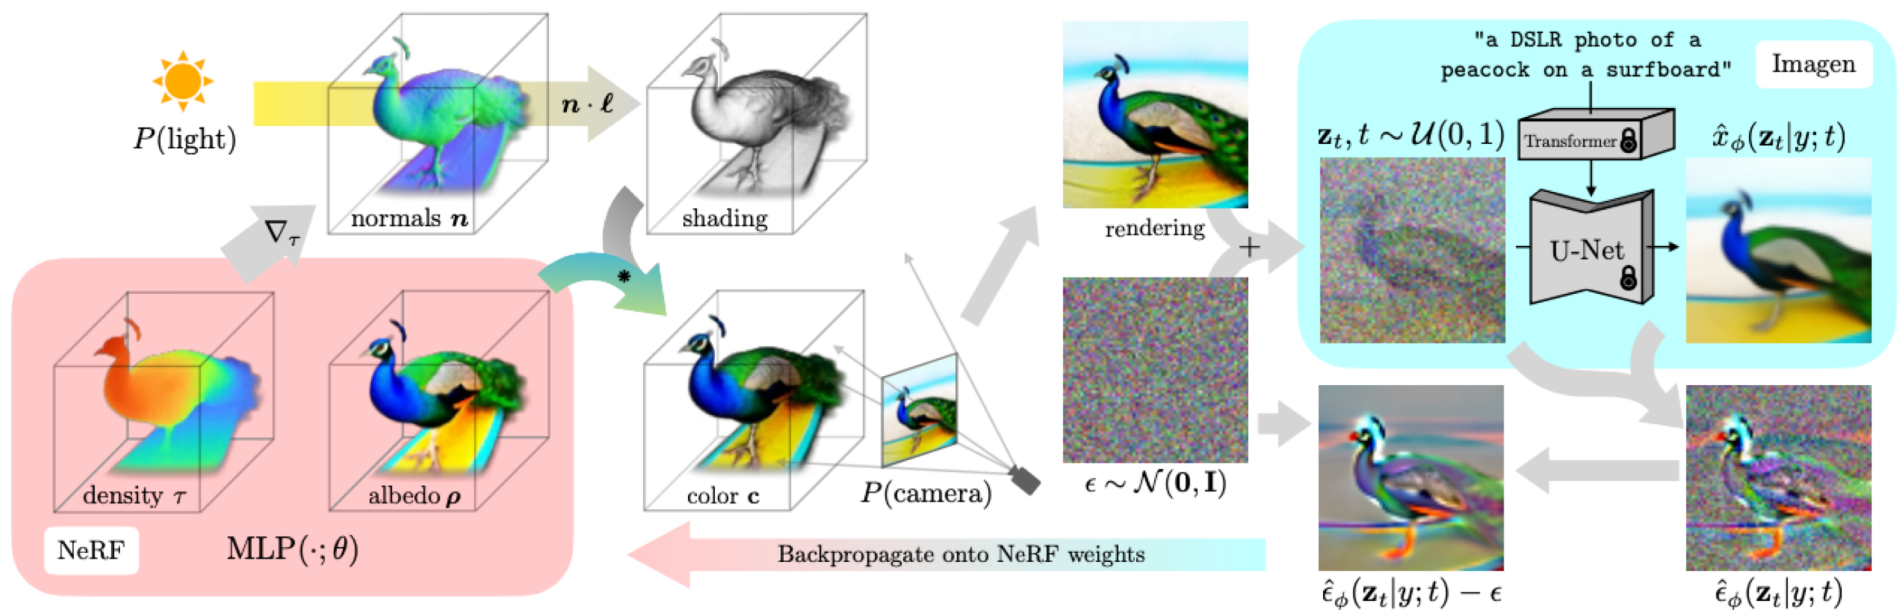 P(light)
n · ℓ
normals n
shading
∇τ
*
density τ
albedo ρ
NeRF
MLP(·; θ)
color c
P(camera)
rendering
+
ϵ ∼ 𝒩(0, I)
Backpropagate onto NeRF weights
"a DSLR photo of a
peacock on a surfboard"
Imagen
z_t, t ∼ 𝒰(0, 1)
Transformer
x̂_ϕ(z_t|y; t)
U-Net
ϵ̂_ϕ(z_t|y; t) − ϵ
ϵ̂_ϕ(z_t|y; t)